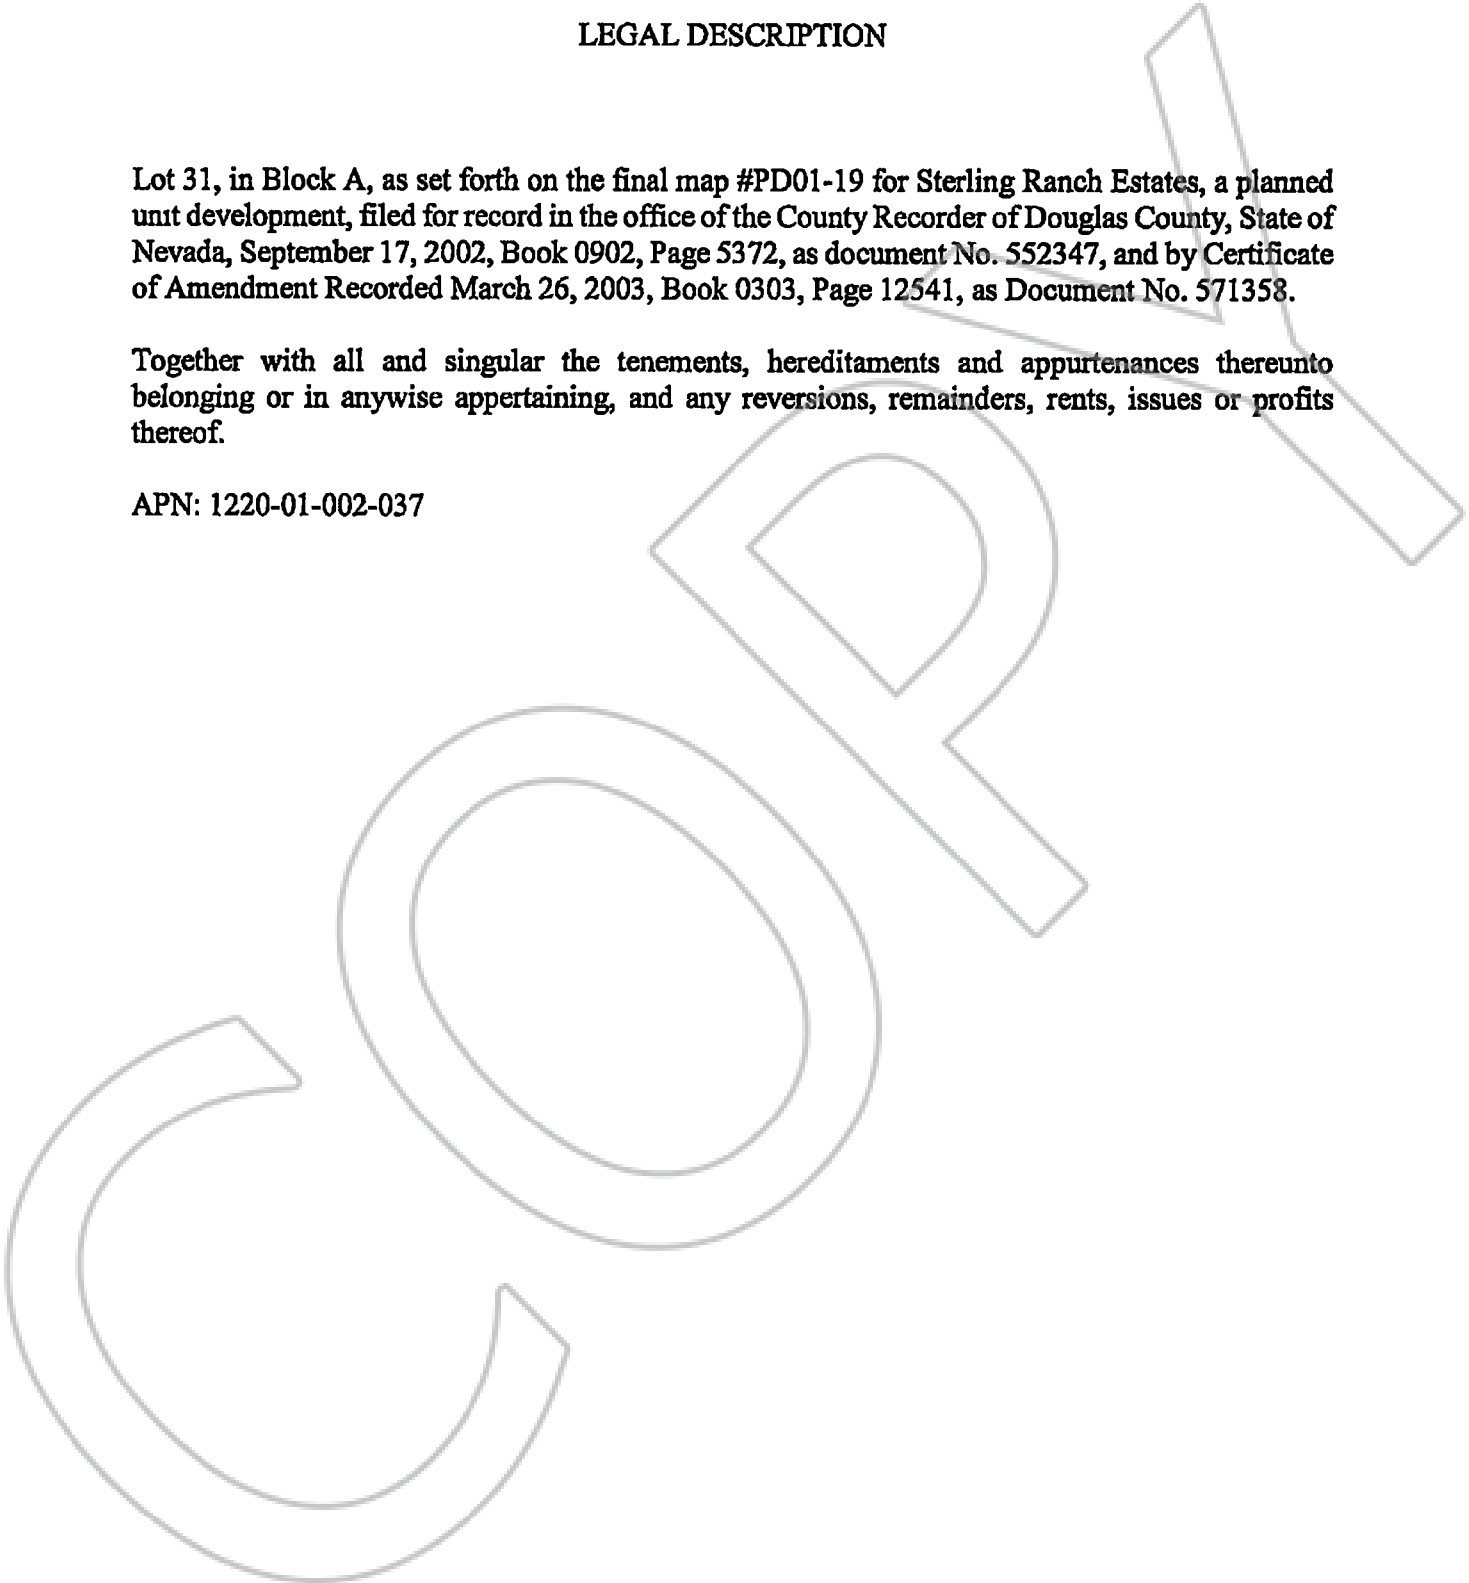 LEGAL DESCRIPTION
Lot 31, in Block A, as set forth on the final map #PD01-19 for Sterling Ranch Estates, a planned
unit development, filed for record in the office of the County Recorder of Douglas County, State of
Nevada, September 17, 2002, Book 0902, Page 5372, as document No. 552347, and by Certificate
of Amendment Recorded March 26, 2003, Book 0303, Page 12541, as Document No. 571358.
Together with all and singular the tenements, hereditaments and appurtenances thereunto
belonging or in anywise appertaining, and any reversions, remainders, rents, issues or profits
thereof.
APN: 1220-01-002-037
COPY